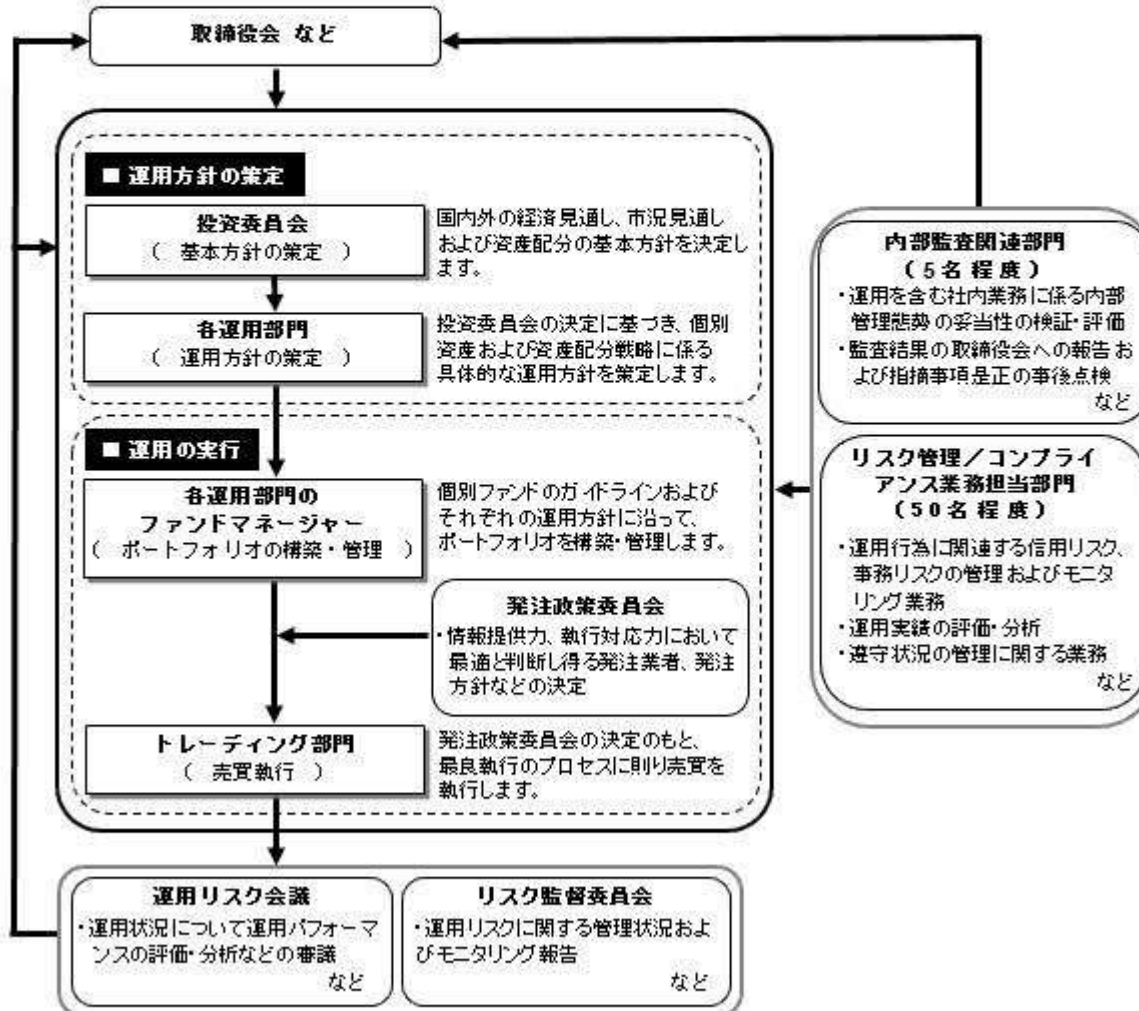 取締役会 など
■ 運用方針の策定
投資委員会
（ 基本方針の策定 ）
国内外の経済見通し、市況見通し
および資産配分の基本方針を決定し
ます。
各運用部門
（ 運用方針の策定 ）
投資委員会の決定に基づき、個別
資産および資産配分戦略に係る
具体的な運用方針を策定します。
■ 運用の実行
各運用部門の
ファンドマネージャー
（ ポートフォリオの構築・管理 ）
個別ファンドのガイドラインおよび
それぞれの運用方針に沿って、
ポートフォリオを構築・管理します。
発注政策委員会
・情報提供力、執行対応力において
最適と判断し得る発注業者、発注
方針などの決定
トレーディング部門
（ 売買執行 ）
発注政策委員会の決定のもと、
最良執行のプロセスに則り売買を
執行します。
内部監査関連部門
（5名程度）
・運用を含む社内業務に係る内部
管理態勢の妥当性の検証・評価
・監査結果の取締役会への報告お
よび指摘事項是正の事後点検
など
リスク管理／コンプライ
アンス業務担当部門
（50名程度）
・運用行為に関連する信用リスク、
事務リスクの管理およびモニタ
リング業務
・運用実績の評価・分析
・遵守状況の管理に関する業務
など
運用リスク会議
・運用状況について運用パフォーマ
ンスの評価・分析などの審議
など
リスク監督委員会
・運用リスクに関する管理状況およ
びモニタリング報告
など